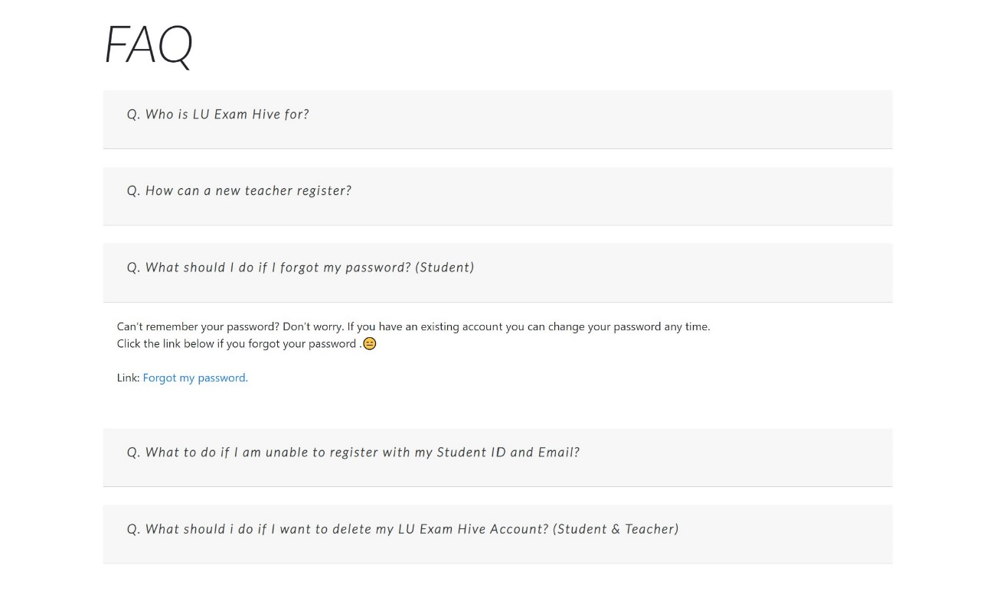 FAQ
Q. Who is LU Exam Hive for?
Q. How can a new teacher register?
Q. What should I do if I forgot my password? (Student)
Can't remember your password? Don't worry. If you have an existing account you can change your password any time.
Click the link below if you forgot your password .😑
Link: Forgot my password.
Q. What to do if I am unable to register with my Student ID and Email?
Q. What should i do if I want to delete my LU Exam Hive Account? (Student & Teacher)